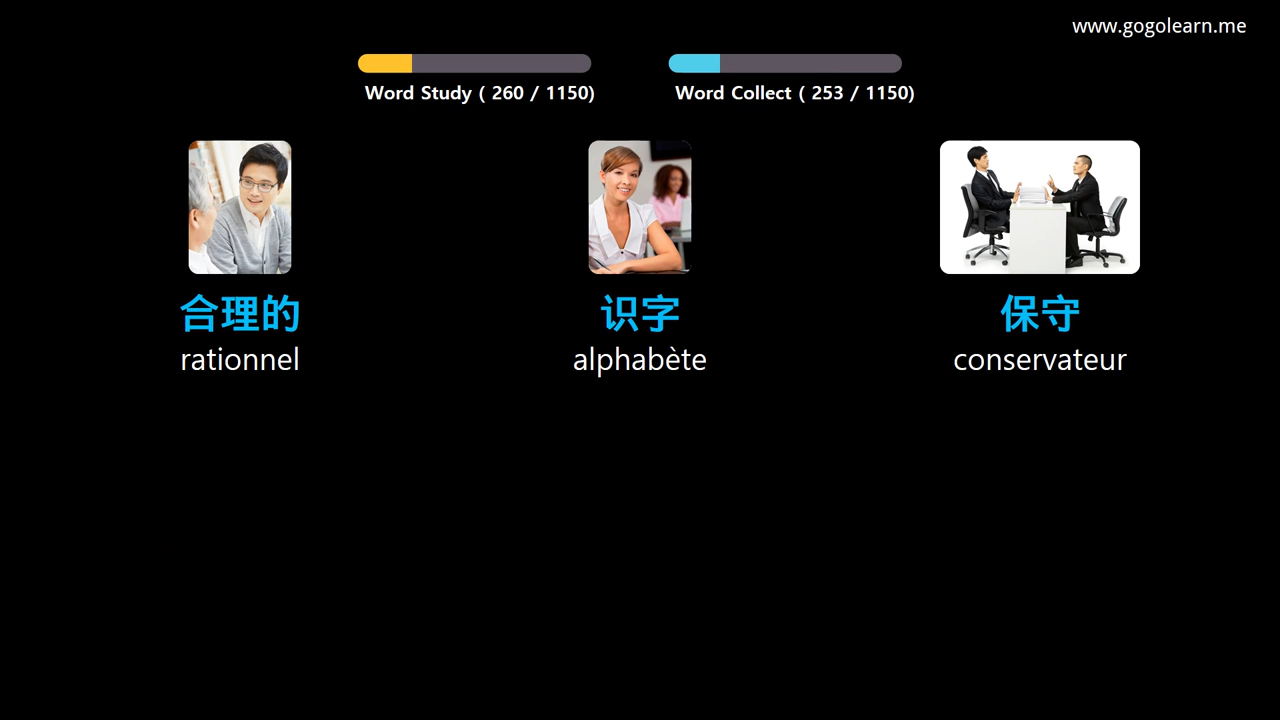 www.gogolearn.me
Word Study ( 260 / 1150)
Word Collect ( 253 / 1150)
合理的
rationnel
识字
alphabète
保守
conservateur